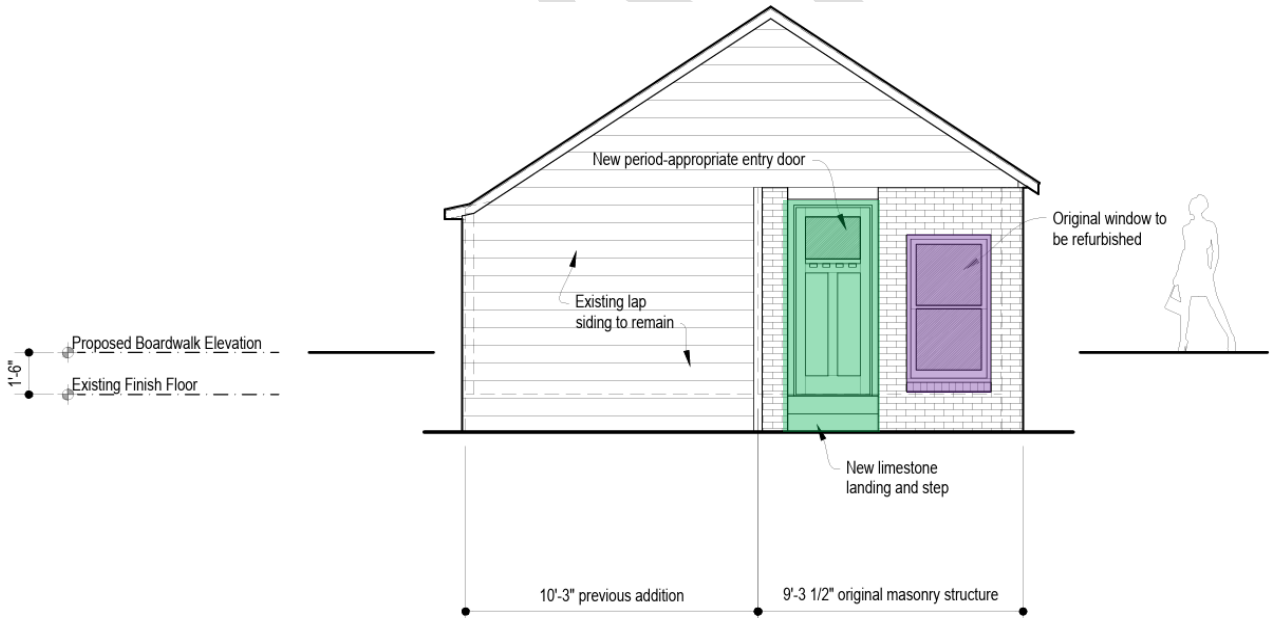 New period-appropriate entry door
Original window to
be refurbished
Existing lap
siding to remain
Proposed Boardwalk Elevation
1'-6"
Existing Finish Floor
New limestone
landing and step
10'-3" previous addition
9'-3 1/2" original masonry structure